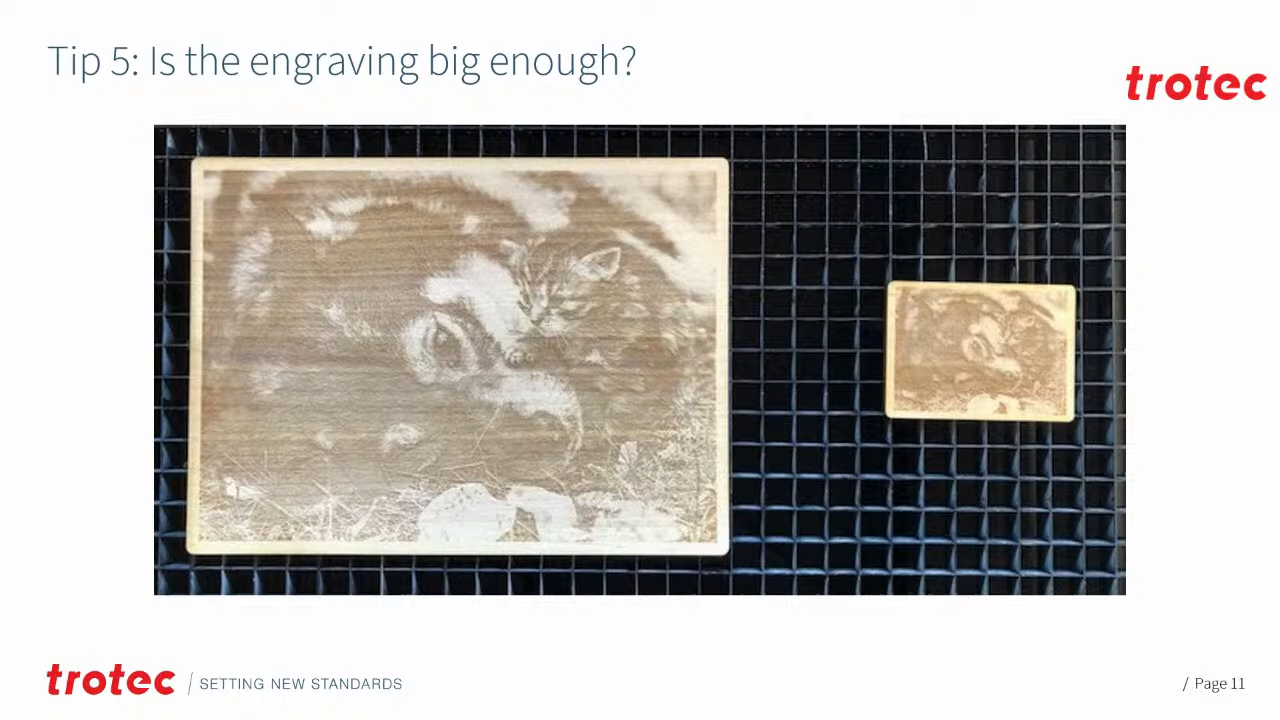 Tip 5: Is the engraving big enough?
trotec
trotec / SETTING NEW STANDARDS
/ Page 11